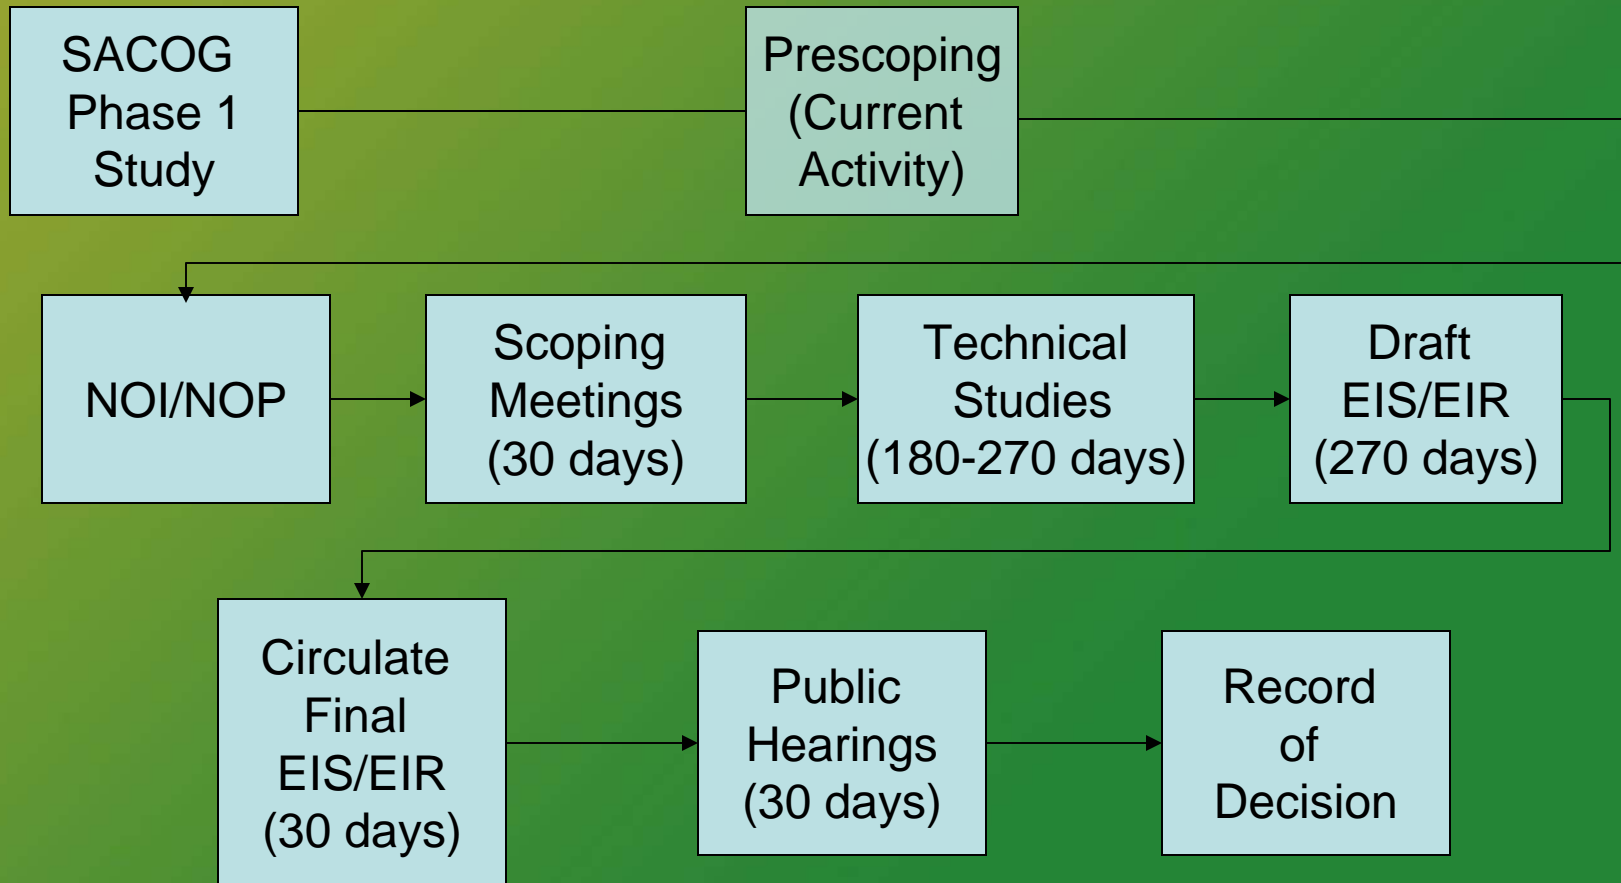 SACOG
Phase 1
Study
Prescoping
(Current
Activity)
NOI/NOP
Scoping
Meetings
(30 days)
Technical
Studies
(180-270 days)
Draft
EIS/EIR
(270 days)
Circulate
Final
EIS/EIR
(30 days)
Public
Hearings
(30 days)
Record
of
Decision